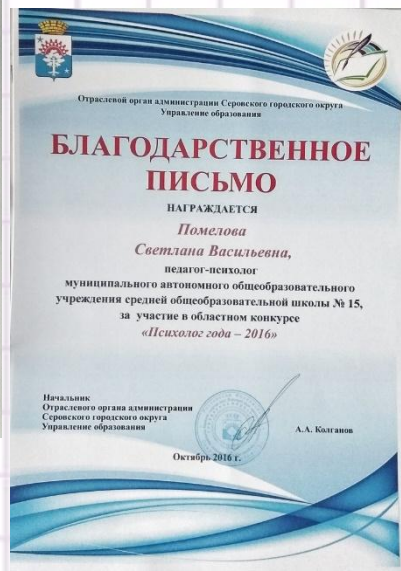 Отраслевой орган администрации Серовского городского округа
Управление образования
БЛАГОДАРСТВЕННОЕ
ПИСЬМО
НАГРАЖДАЕТСЯ
Помелова
Светлана Васильевна,
педагог-психолог
муниципального автономного общеобразовательного
учреждения средней общеобразовательной школы № 15,
за участие в областном конкурсе
«Психолог года – 2016»
Начальник
Отраслевого органа администрации
Серовского городского округа
Управление образования
А.А. Колганов
Октябрь 2016 г.